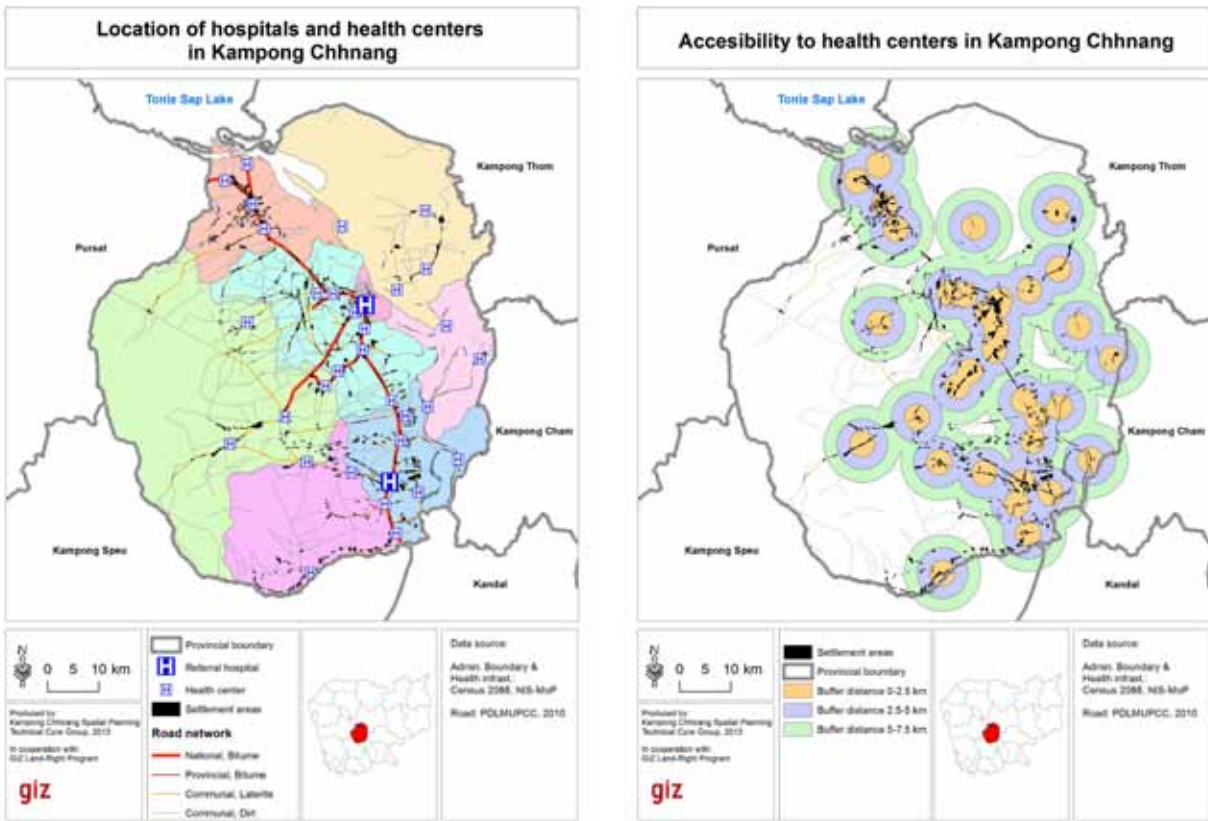 Location of hospitals and health centers
in Kampong Chhnang
Tonle Sap Lake
Kampong Thom
Pursat
Kampong Cham
Kampong Speu
Kandal
N
0 5 10 km
Produced by:
Kampong Chhnang Spatial Planning
Technical Core Group, 2013
In cooperation with:
GIZ Land-Right Program
giz
Provincial boundary
H Referral hospital
H Health center
Settlement areas
Road network
National, Bitume
Provincial, Bitume
Communal, Laterite
Communal, Dirt
Data source:
Admin. Boundary &
Health infrast.:
Census 2088, NIS-MoP
Road: PDLMUPCC, 2010
Accesibility to health centers in Kampong Chhnang
Tonle Sap Lake
Kampong Thom
Pursat
Kampong Cham
Kampong Speu
Kandal
N
0 5 10 km
Produced by:
Kampong Chhnang Spatial Planning
Technical Core Group, 2013
In cooperation with:
GIZ Land-Right Program
giz
Settlement areas
Provincial boundary
Buffer distance 0-2.5 km
Buffer distance 2.5-5 km
Buffer distance 5-7.5 km
Data source:
Admin. Boundary &
Health infrast.:
Census 2088, NIS-MoP
Road: PDLMUPCC, 2010